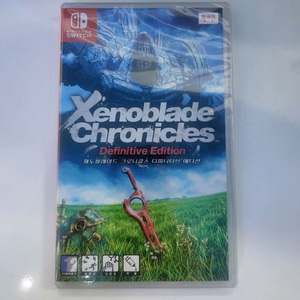 NINTENDO
SWITCH
Xenoblade
Chronicles
Definitive Edition
제노블레이드 크로니클스 디피니티브 에디션